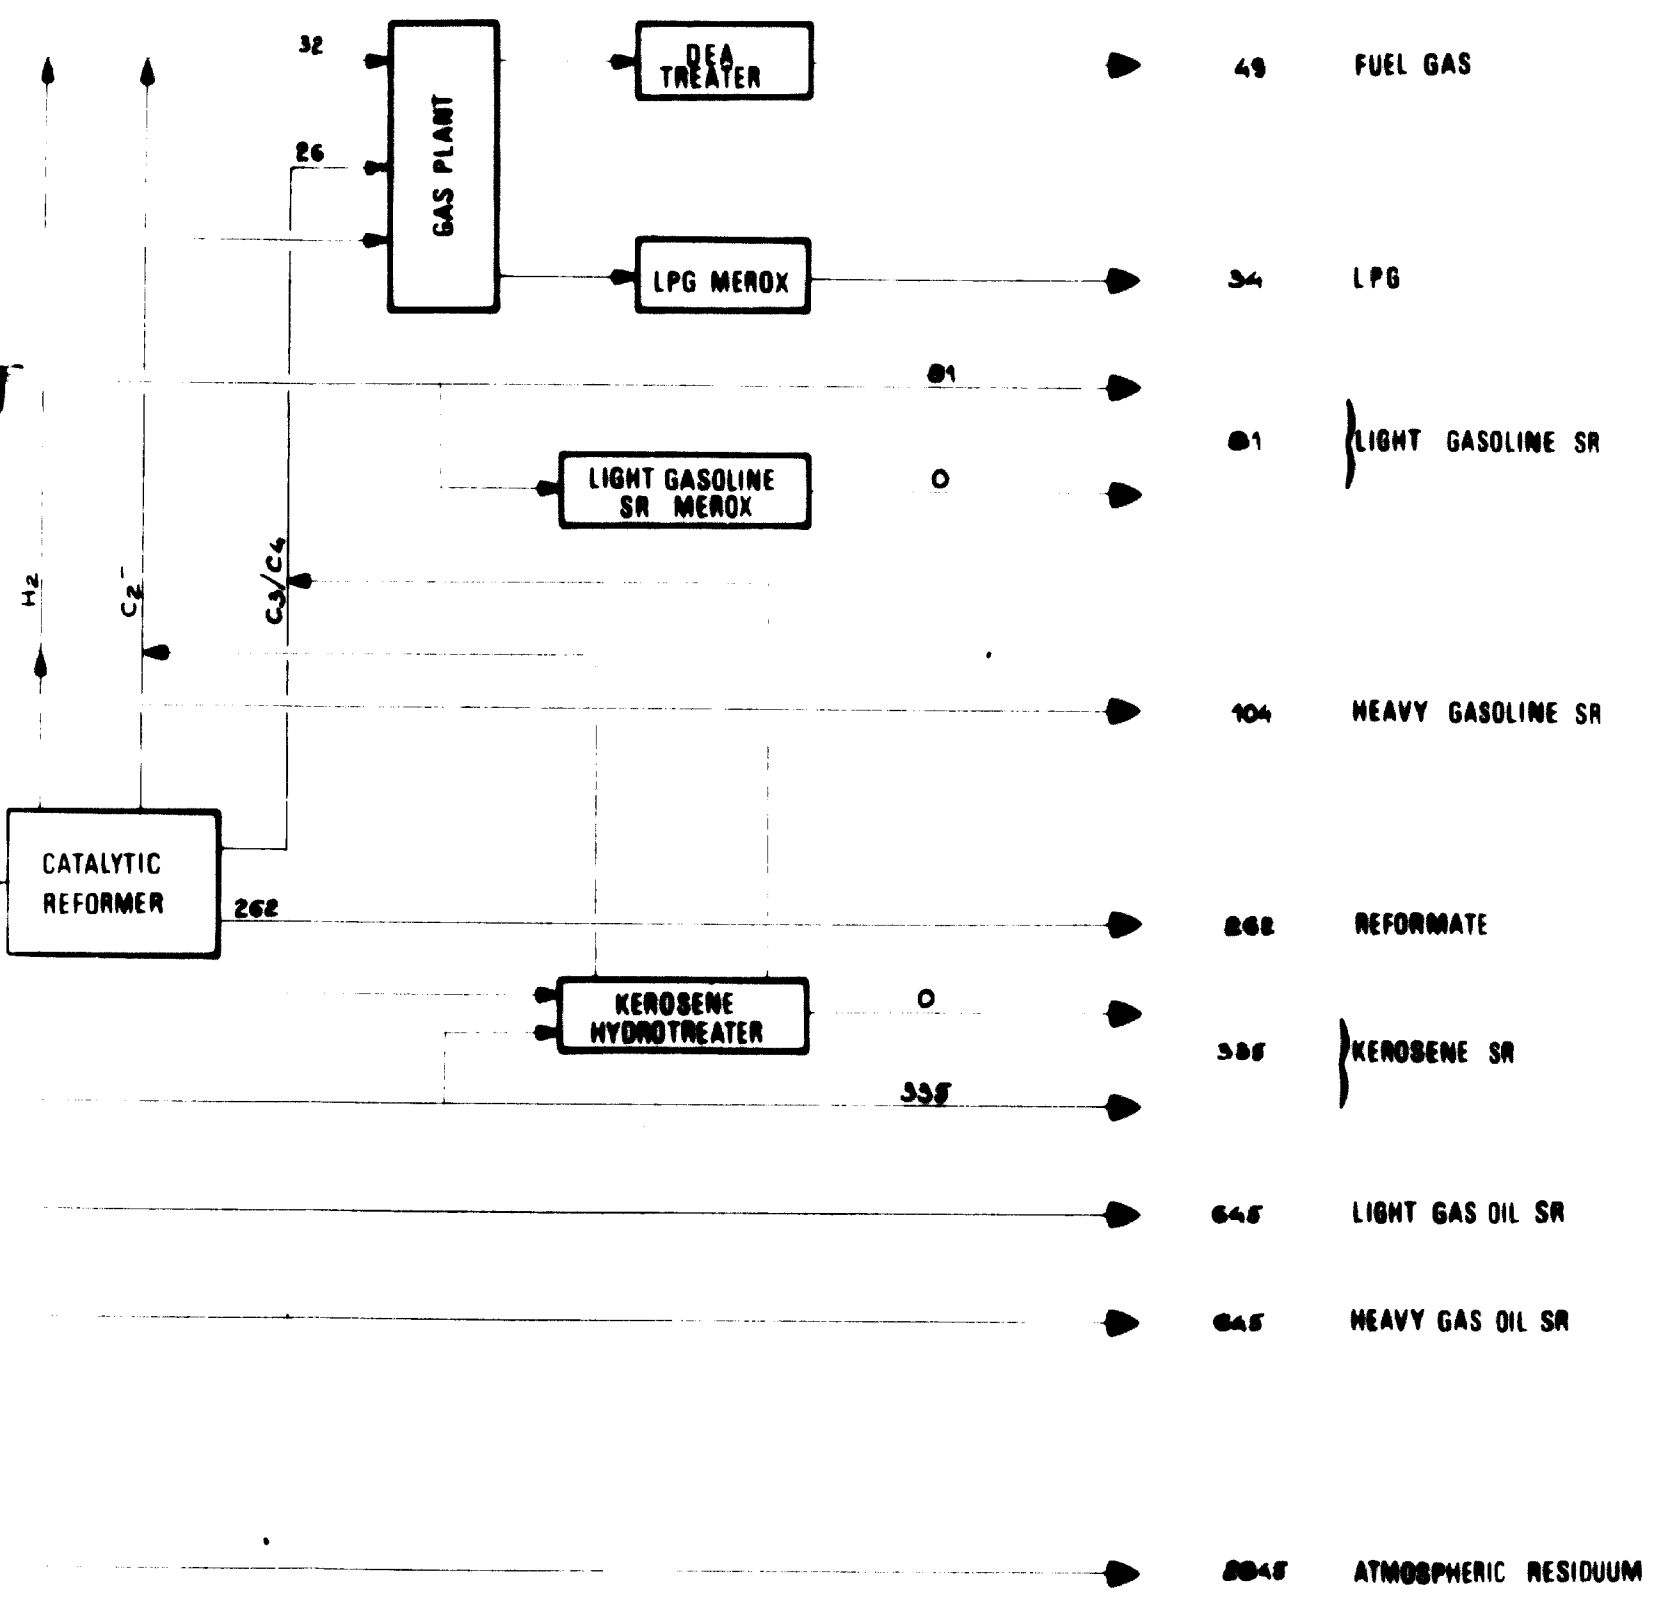 32
DEA
TREATER
49 FUEL GAS
GAS PLANT
26
LPG MEROX
34 LPG
LIGHT GASOLINE SR
LIGHT GASOLINE
SR MEROX
0
H2
C2⁻
C3/C4
104 HEAVY GASOLINE SR
CATALYTIC
REFORMER
262
262 REFORMATE
KEROSENE
HYDROTREATER
0
335 KEROSENE SR
335
645 LIGHT GAS OIL SR
645 HEAVY GAS OIL SR
ATMOSPHERIC RESIDUUM